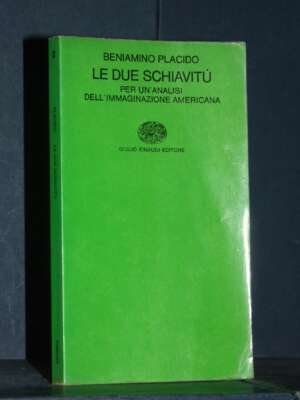 BENIAMINO PLACIDO
LE DUE SCHIAVITÚ
PER UN'ANALISI
DELL'IMMAGINAZIONE AMERICANA
GIULIO EINAUDI EDITORE